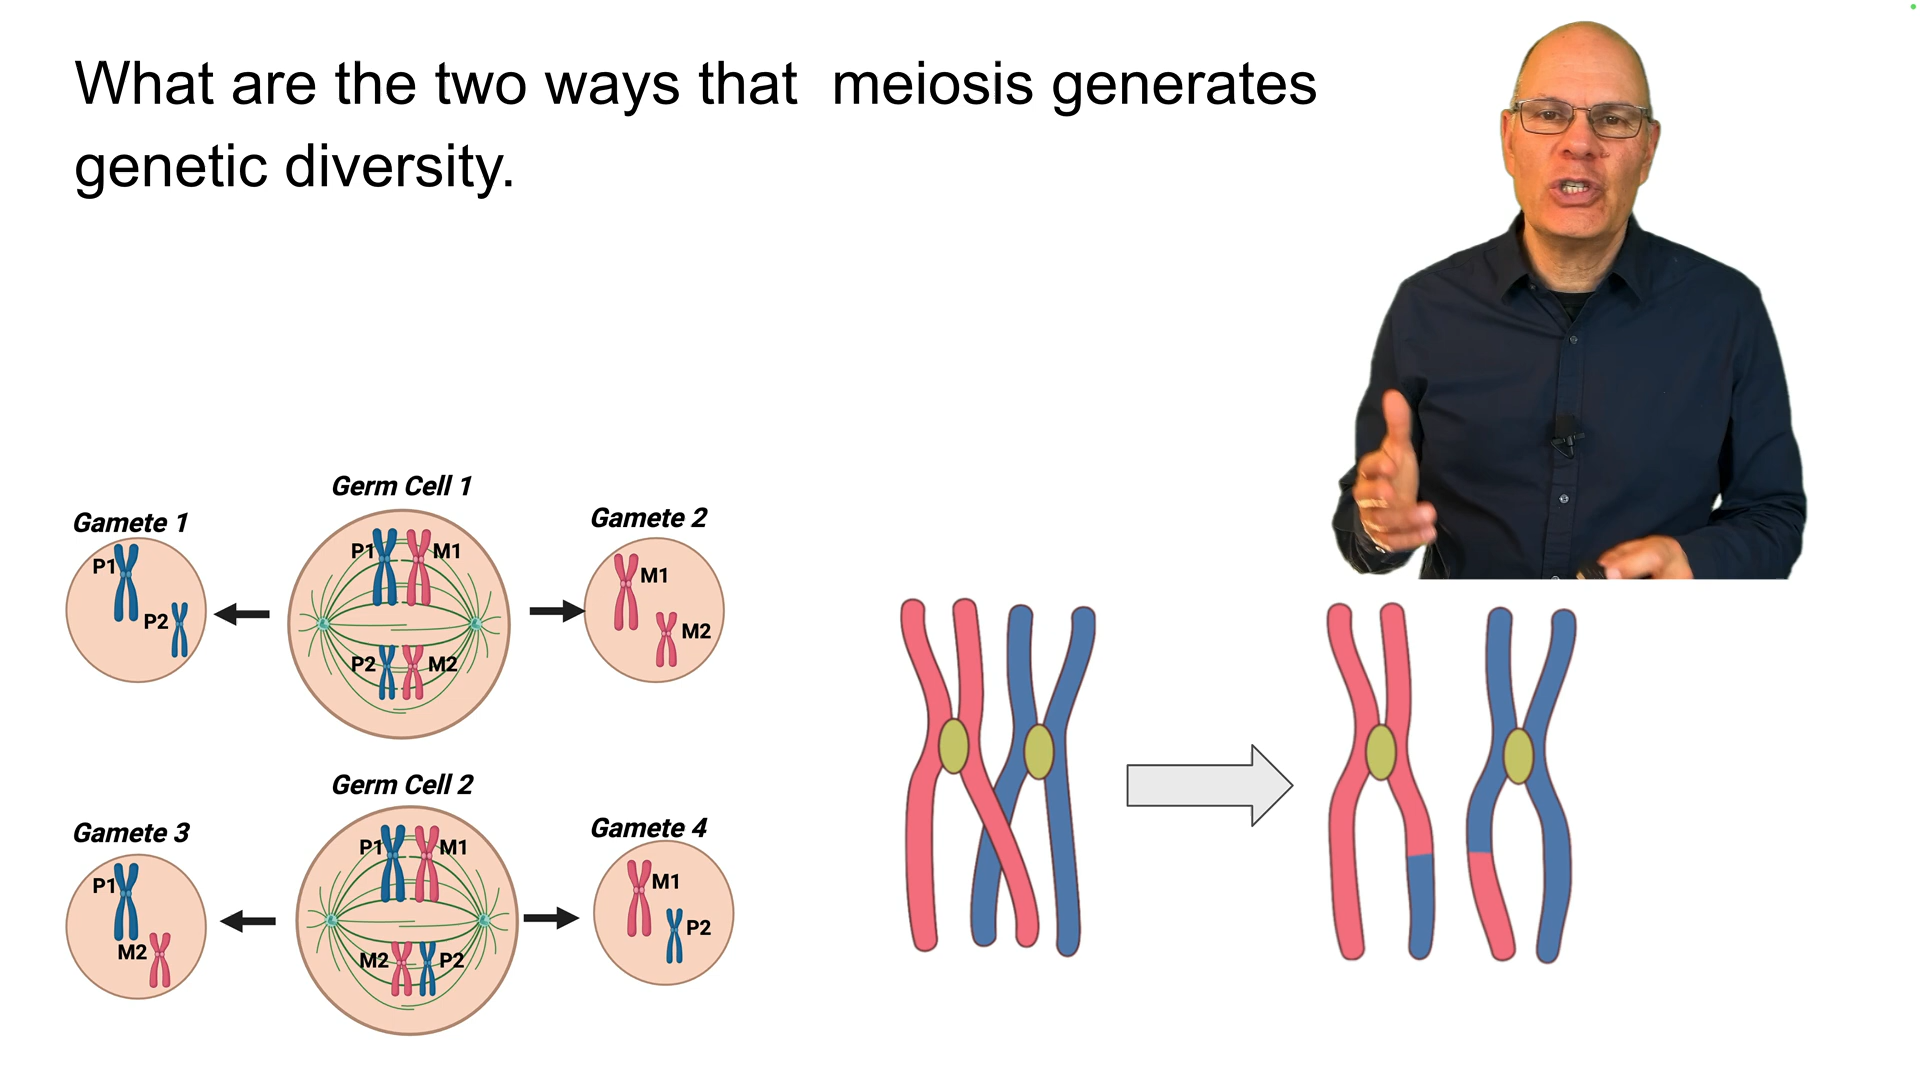 What are the two ways that  meiosis generates
genetic diversity.
Germ Cell 1
Gamete 1
Gamete 2
P1
P1
M1
M1
P2
M2
P2
M2
Germ Cell 2
Gamete 3
Gamete 4
P1
P1
M1
M1
M2
M2
P2
P2